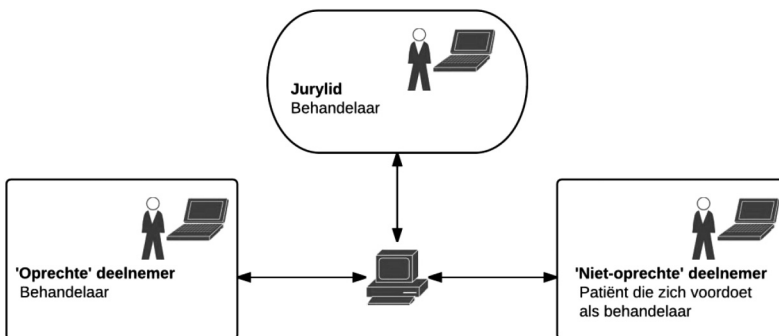 Jurylid
Behandelaar
'Oprechte' deelnemer
Behandelaar
'Niet-oprechte' deelnemer
Patiënt die zich voordoet
als behandelaar